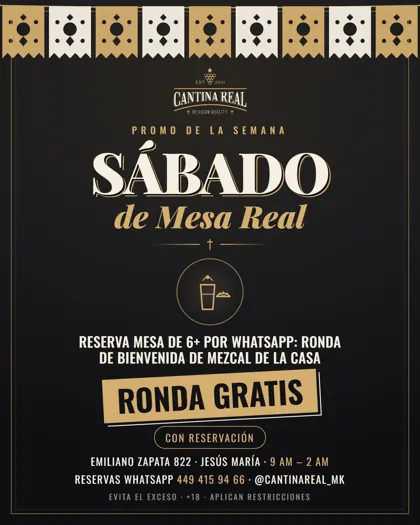 EST. 2021
CANTINA REAL
MEXICAN QUALITY
PROMO DE LA SEMANA
SÁBADO
de Mesa Real
RESERVA MESA DE 6+ POR WHATSAPP: RONDA
DE BIENVENIDA DE MEZCAL DE LA CASA
RONDA GRATIS
CON RESERVACIÓN
EMILIANO ZAPATA 822 · JESÚS MARÍA · 9 AM – 2 AM
RESERVAS WHATSAPP 449 415 94 66 · @CANTINAREAL_MK
EVITA EL EXCESO · +18 · APLICAN RESTRICCIONES